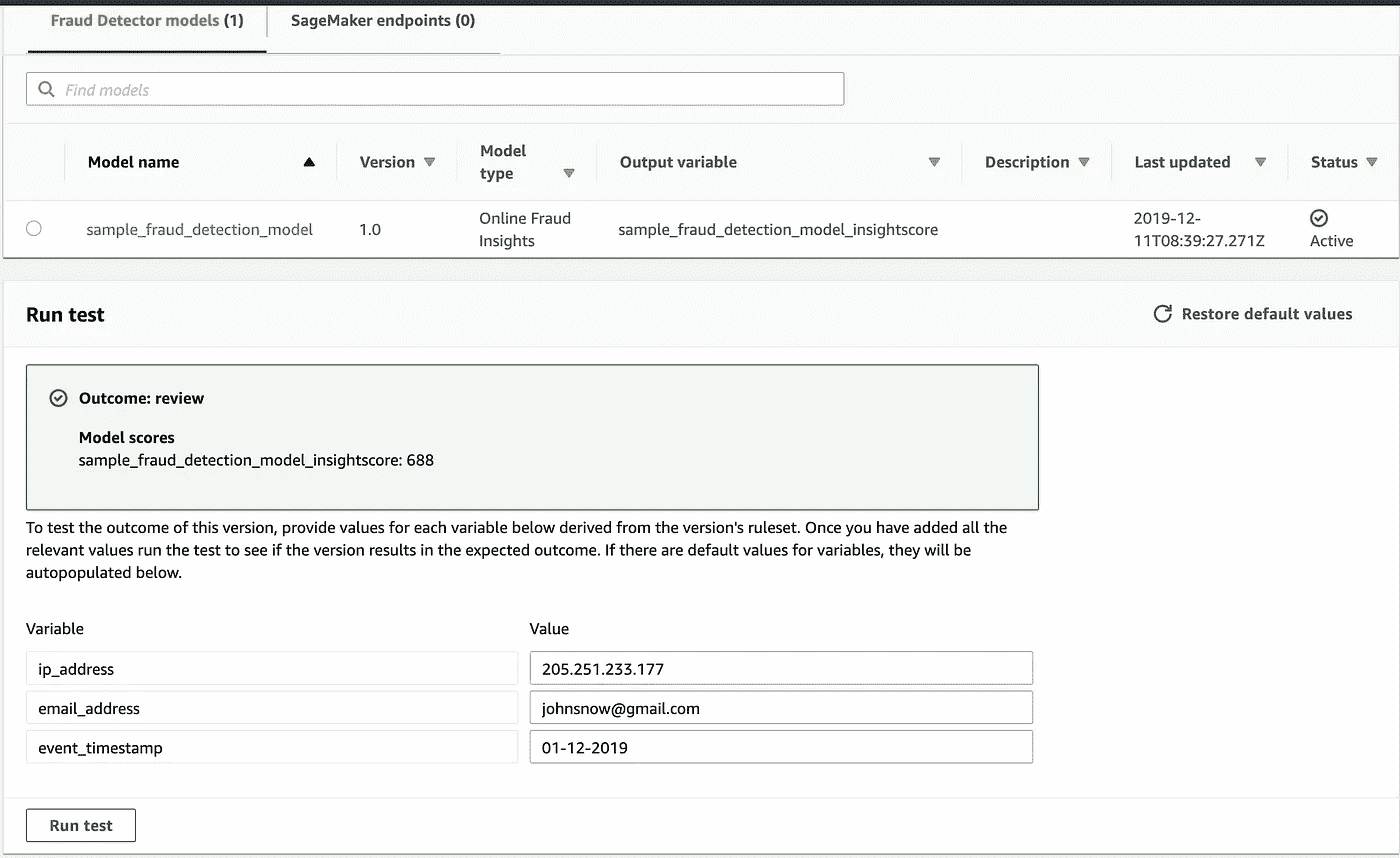 Fraud Detector models (1)
SageMaker endpoints (0)
Find models
Model name
Version
Model
type
Output variable
Description
Last updated
Status
sample_fraud_detection_model
1.0
Online Fraud
Insights
sample_fraud_detection_model_insightscore
2019-12-
11T08:39:27.271Z
Active
Run test
Restore default values
Outcome: review
Model scores
sample_fraud_detection_model_insightscore: 688
To test the outcome of this version, provide values for each variable below derived from the version's ruleset. Once you have added all the
relevant values run the test to see if the version results in the expected outcome. If there are default values for variables, they will be
autopopulated below.
Variable
Value
ip_address
205.251.233.177
email_address
johnsnow@gmail.com
event_timestamp
01-12-2019
Run test